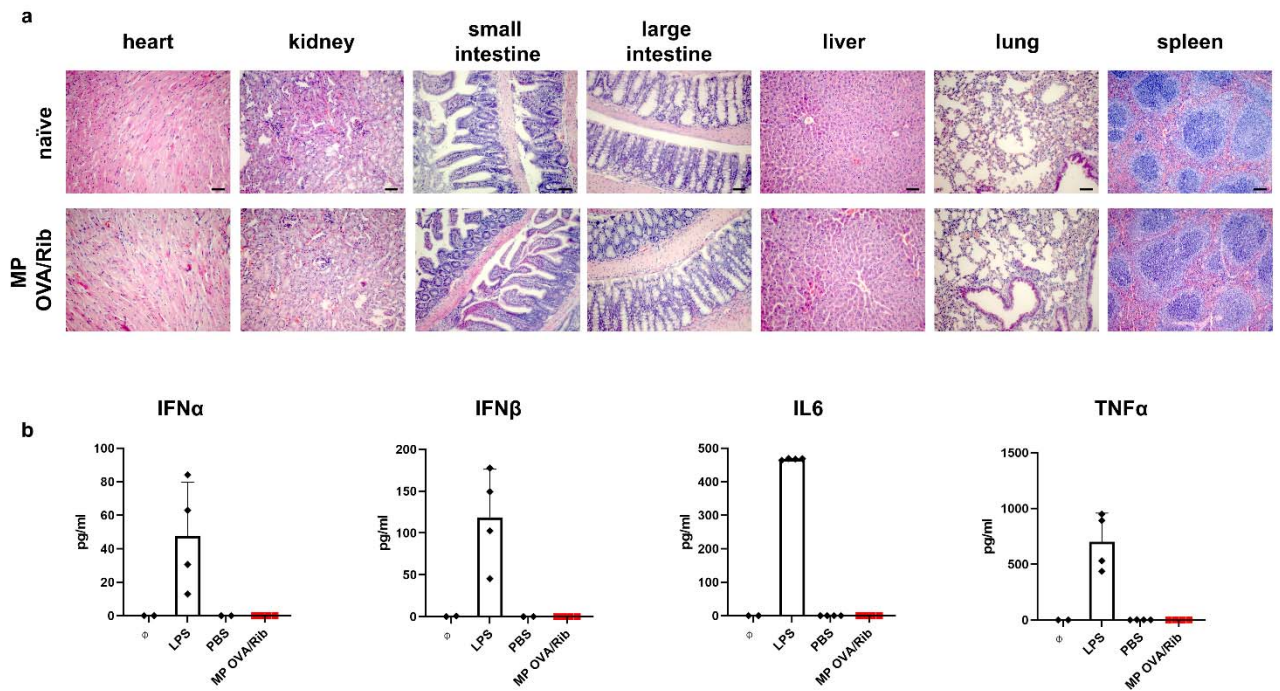 a
heart
kidney
small
intestine
large
intestine
liver
lung
spleen
naïve
MP
OVA/Rib
b
IFNα
pg/ml
100
80
60
40
20
0
Φ
LPS
PBS
MP OVA/Rib
IFNβ
pg/ml
200
150
100
50
0
Φ
LPS
PBS
MP OVA/Rib
IL6
pg/ml
500
400
300
200
100
0
Φ
LPS
PBS
MP OVA/Rib
TNFα
pg/ml
1500
1000
500
0
Φ
LPS
PBS
MP OVA/Rib